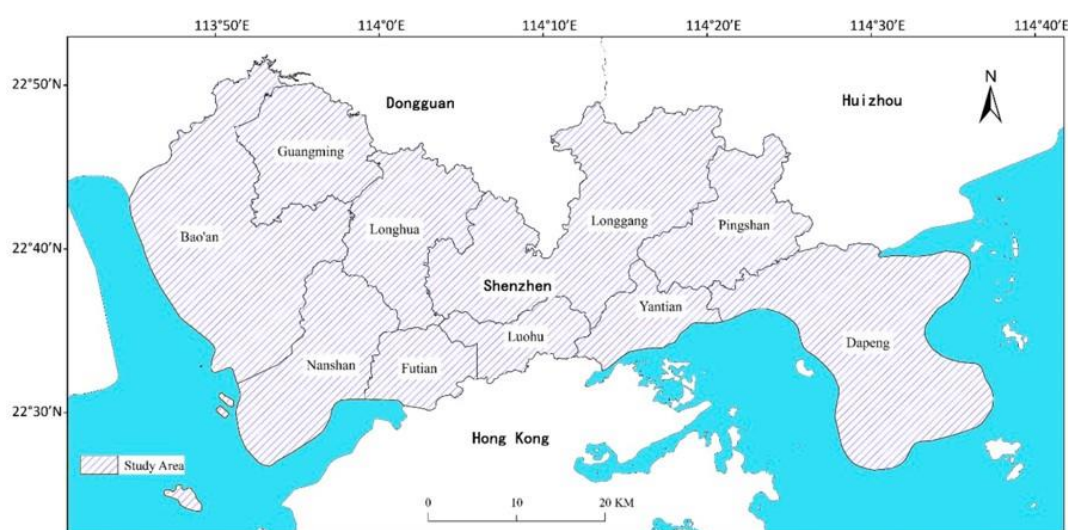 113°50'E
114°0'E
114°10'E
114°20'E
114°30'E
114°40'E
22°50'N
22°40'N
22°30'N
N
Dongguan
Huizhou
Guangming
Bao'an
Longhua
Longgang
Pingshan
Shenzhen
Yantian
Luohu
Dapeng
Nanshan
Futian
Hong Kong
Study Area
0 10 20 KM